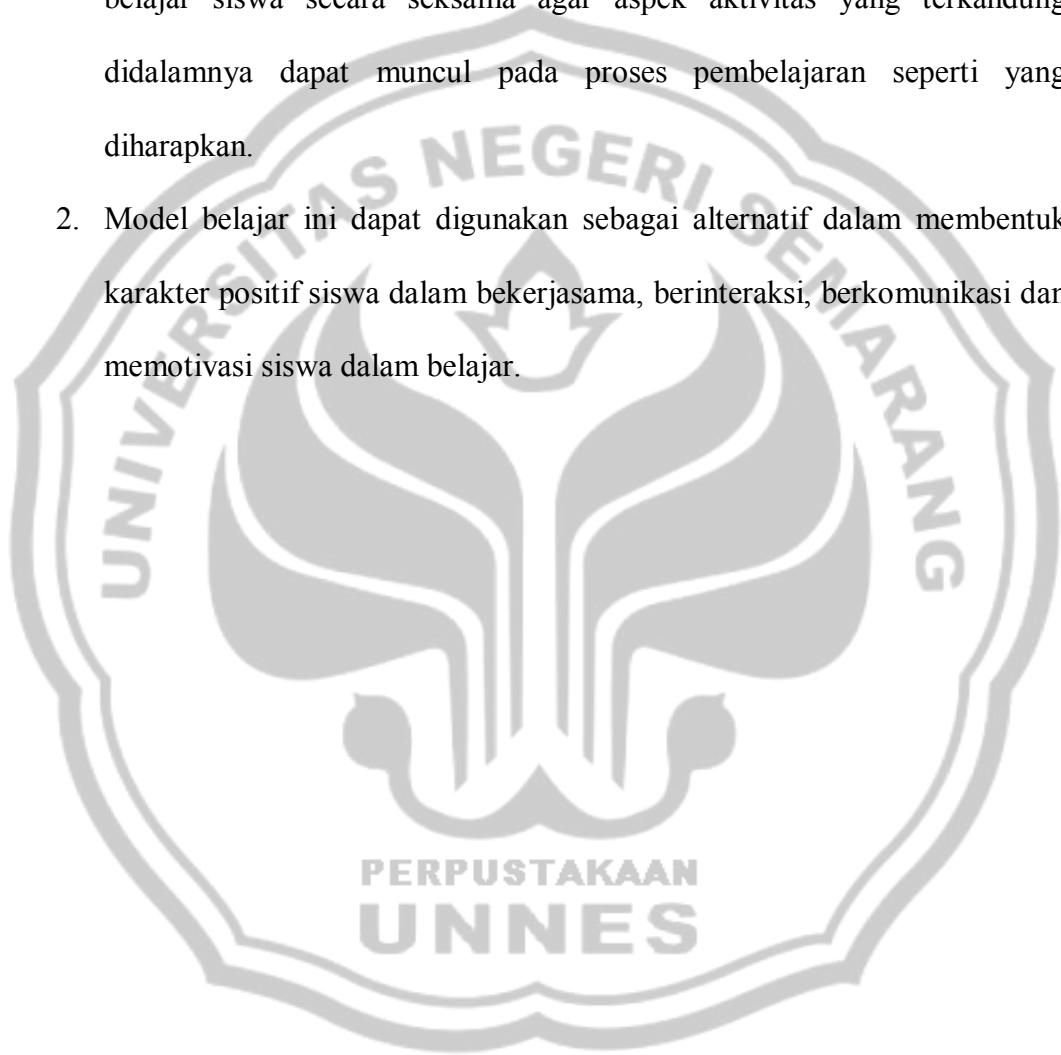 belajar siswa secara seksama agar aspek aktivitas yang terkandung
didalamnya dapat muncul pada proses pembelajaran seperti yang
diharapkan.
2. Model belajar ini dapat digunakan sebagai alternatif dalam membentuk
karakter positif siswa dalam bekerjasama, berinteraksi, berkomunikasi dan
memotivasi siswa dalam belajar.
UNIVERSITAS NEGERI SEMARANG
PERPUSTAKAAN
UNNES